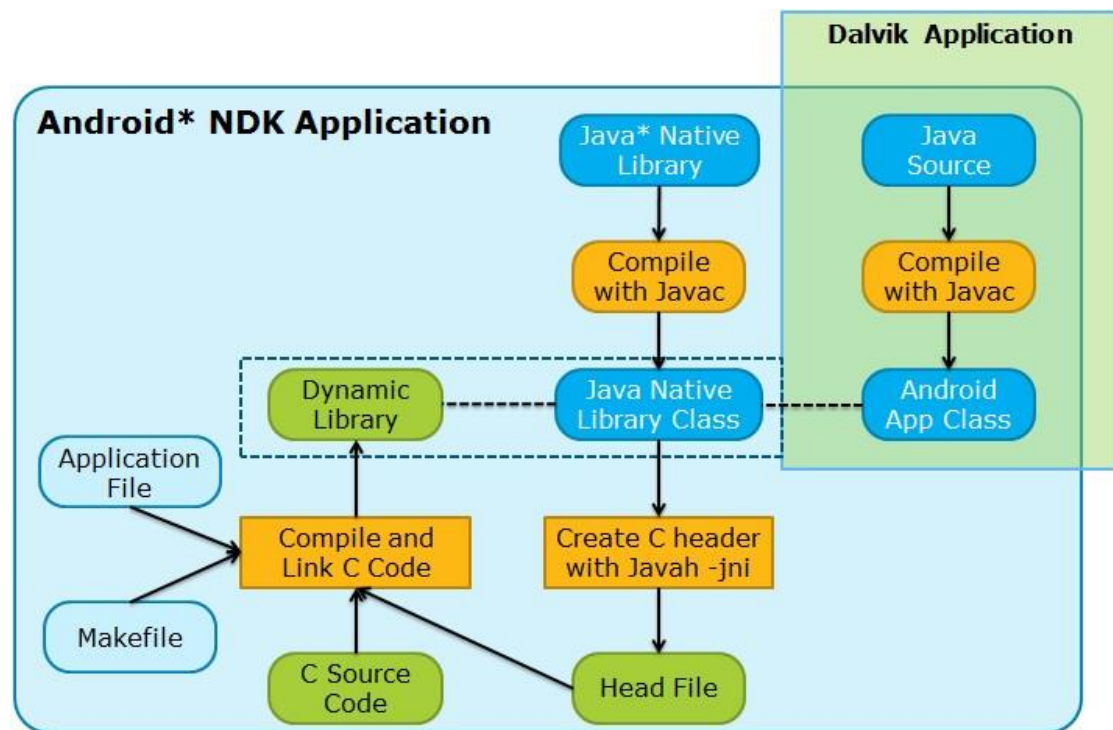 Dalvik Application
Android* NDK Application
Java* Native
Library
Java
Source
Compile
with Javac
Compile
with Javac
Dynamic
Library
Java Native
Library Class
Android
App Class
Application
File
Compile and
Link C Code
Create C header
with Javah -jni
Makefile
C Source
Code
Head File